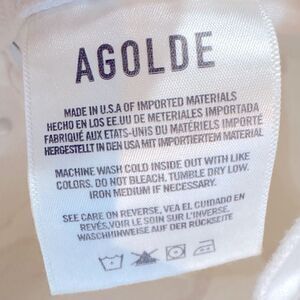 AGOLDE
MADE IN U.S.A OF IMPORTED MATERIALS
HECHO EN LOS EE.UU DE METERIALES IMPORTADA
FABRIQUÉ AUX ETATS-UNIS DU MATÉRIELS IMPORTÉ
HERGESTELLT IN DEN USA MIT IMPORTIERTEM MATERIAL
MACHINE WASH COLD INSIDE OUT WITH LIKE
COLORS. DO NOT BLEACH. TUMBLE DRY LOW.
IRON MEDIUM IF NECESSARY.
SEE CARE ON REVERSE, VEA EL CUIDADO EN
REVÉS, VOIR LE SOIN SUR L'INVERSE,
WASCHHINWEISE AUF DER RÜCKSEITE